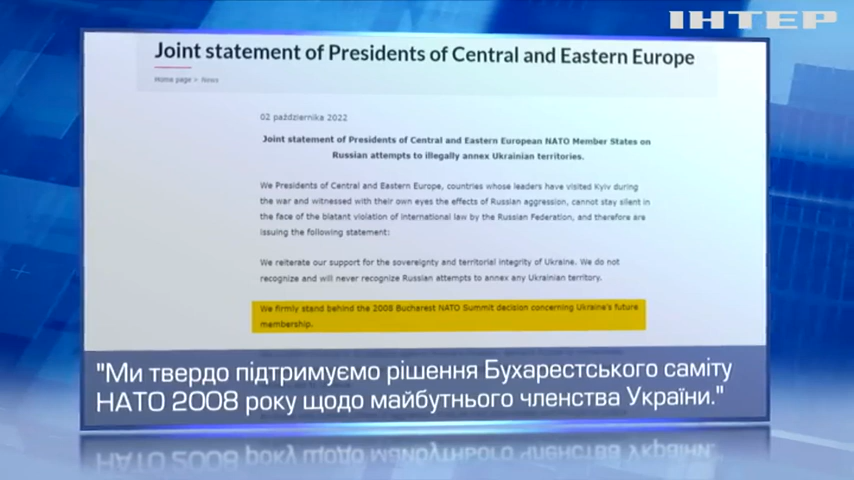 ІНТЕР
Joint statement of Presidents of Central and Eastern Europe
Home page > News
02 października 2022
Joint statement of Presidents of Central and Eastern European NATO Member States on
Russian attempts to illegally annex Ukrainian territories.
We Presidents of Central and Eastern Europe, countries whose leaders have visited Kyiv during
the war and witnessed with their own eyes the effects of Russian aggression, cannot stay silent in
the face of the blatant violation of international law by the Russian Federation, and therefore are
issuing the following statement:
We reiterate our support for the sovereignty and territorial integrity of Ukraine. We do not
recognize and will never recognize Russian attempts to annex any Ukrainian territory.
We firmly stand behind the 2008 Bucharest NATO Summit decision concerning Ukraine's future
membership.
"Ми твердо підтримуємо рішення Бухарестського саміту
НАТО 2008 року щодо майбутнього членства України."